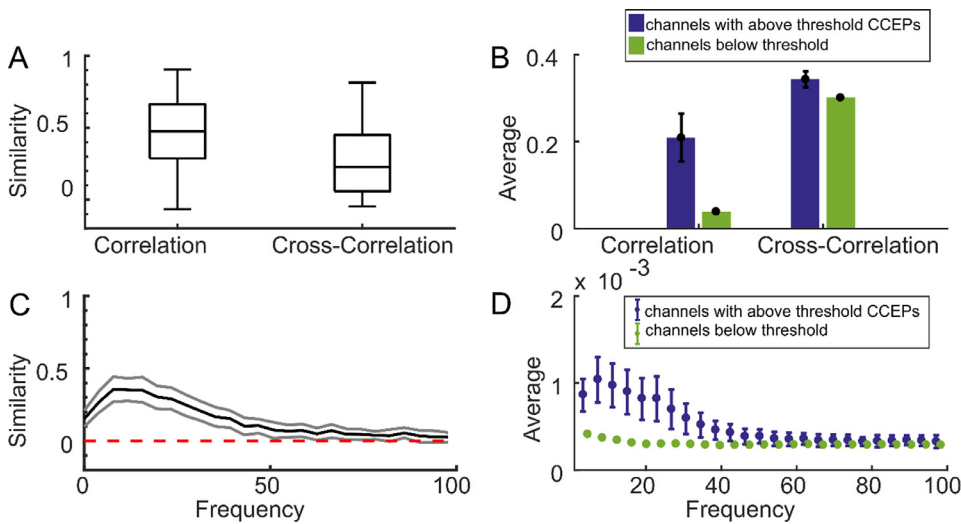 A
Similarity
1
0.5
0
Correlation
Cross-Correlation
B
channels with above threshold CCEPs
channels below threshold
Average
0.4
0.2
0
Correlation
Cross-Correlation
C
Similarity
1
0.5
0
0
50
100
Frequency
D
x 10 -3
channels with above threshold CCEPs
channels below threshold
Average
2
1
0
20
40
60
80
100
Frequency